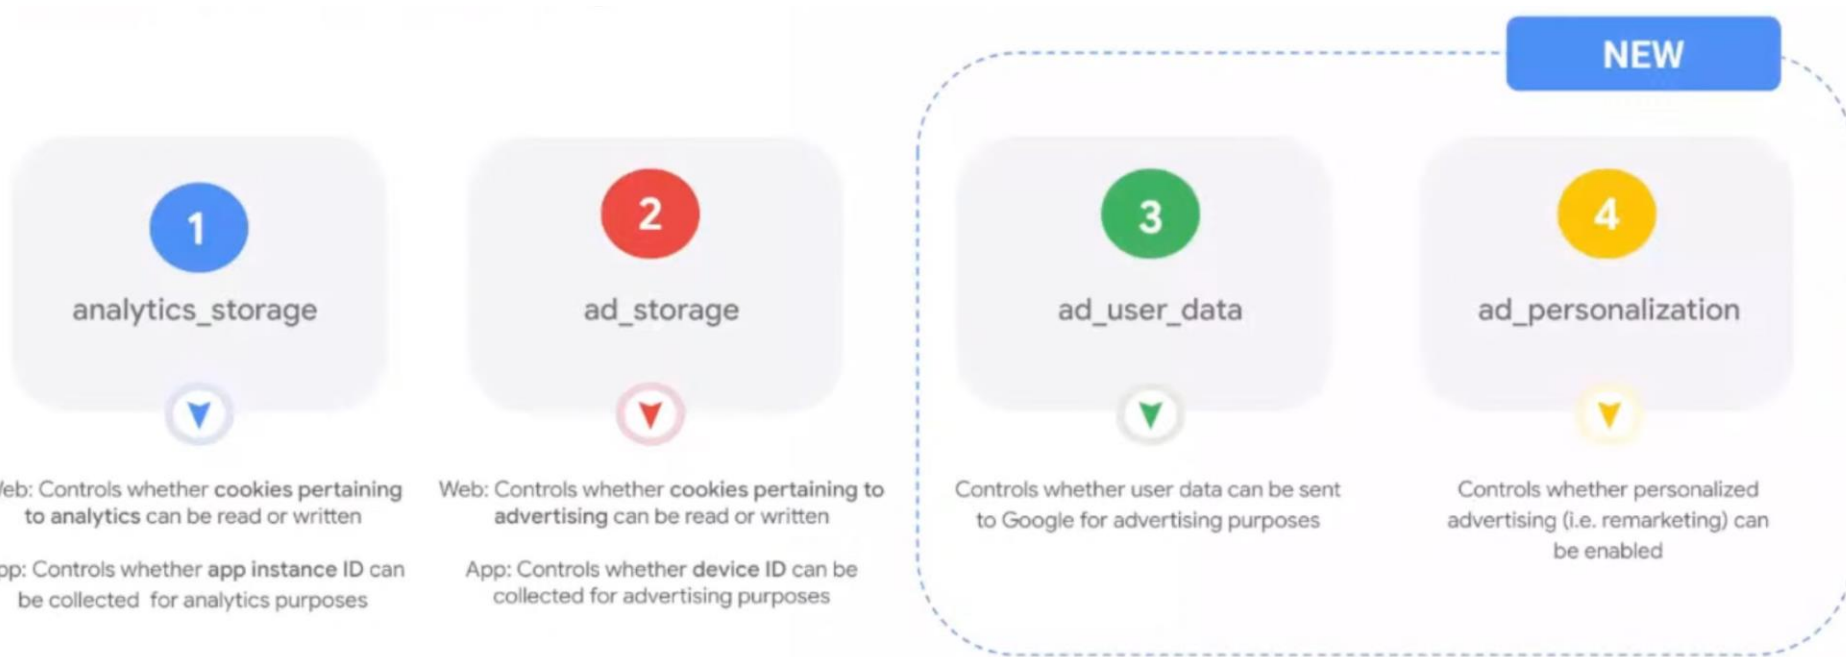 NEW
1
analytics_storage
eb: Controls whether cookies pertaining
to analytics can be read or written
pp: Controls whether app instance ID can
be collected for analytics purposes
2
ad_storage
Web: Controls whether cookies pertaining to
advertising can be read or written
App: Controls whether device ID can be
collected for advertising purposes
3
ad_user_data
Controls whether user data can be sent
to Google for advertising purposes
4
ad_personalization
Controls whether personalized
advertising (i.e. remarketing) can
be enabled